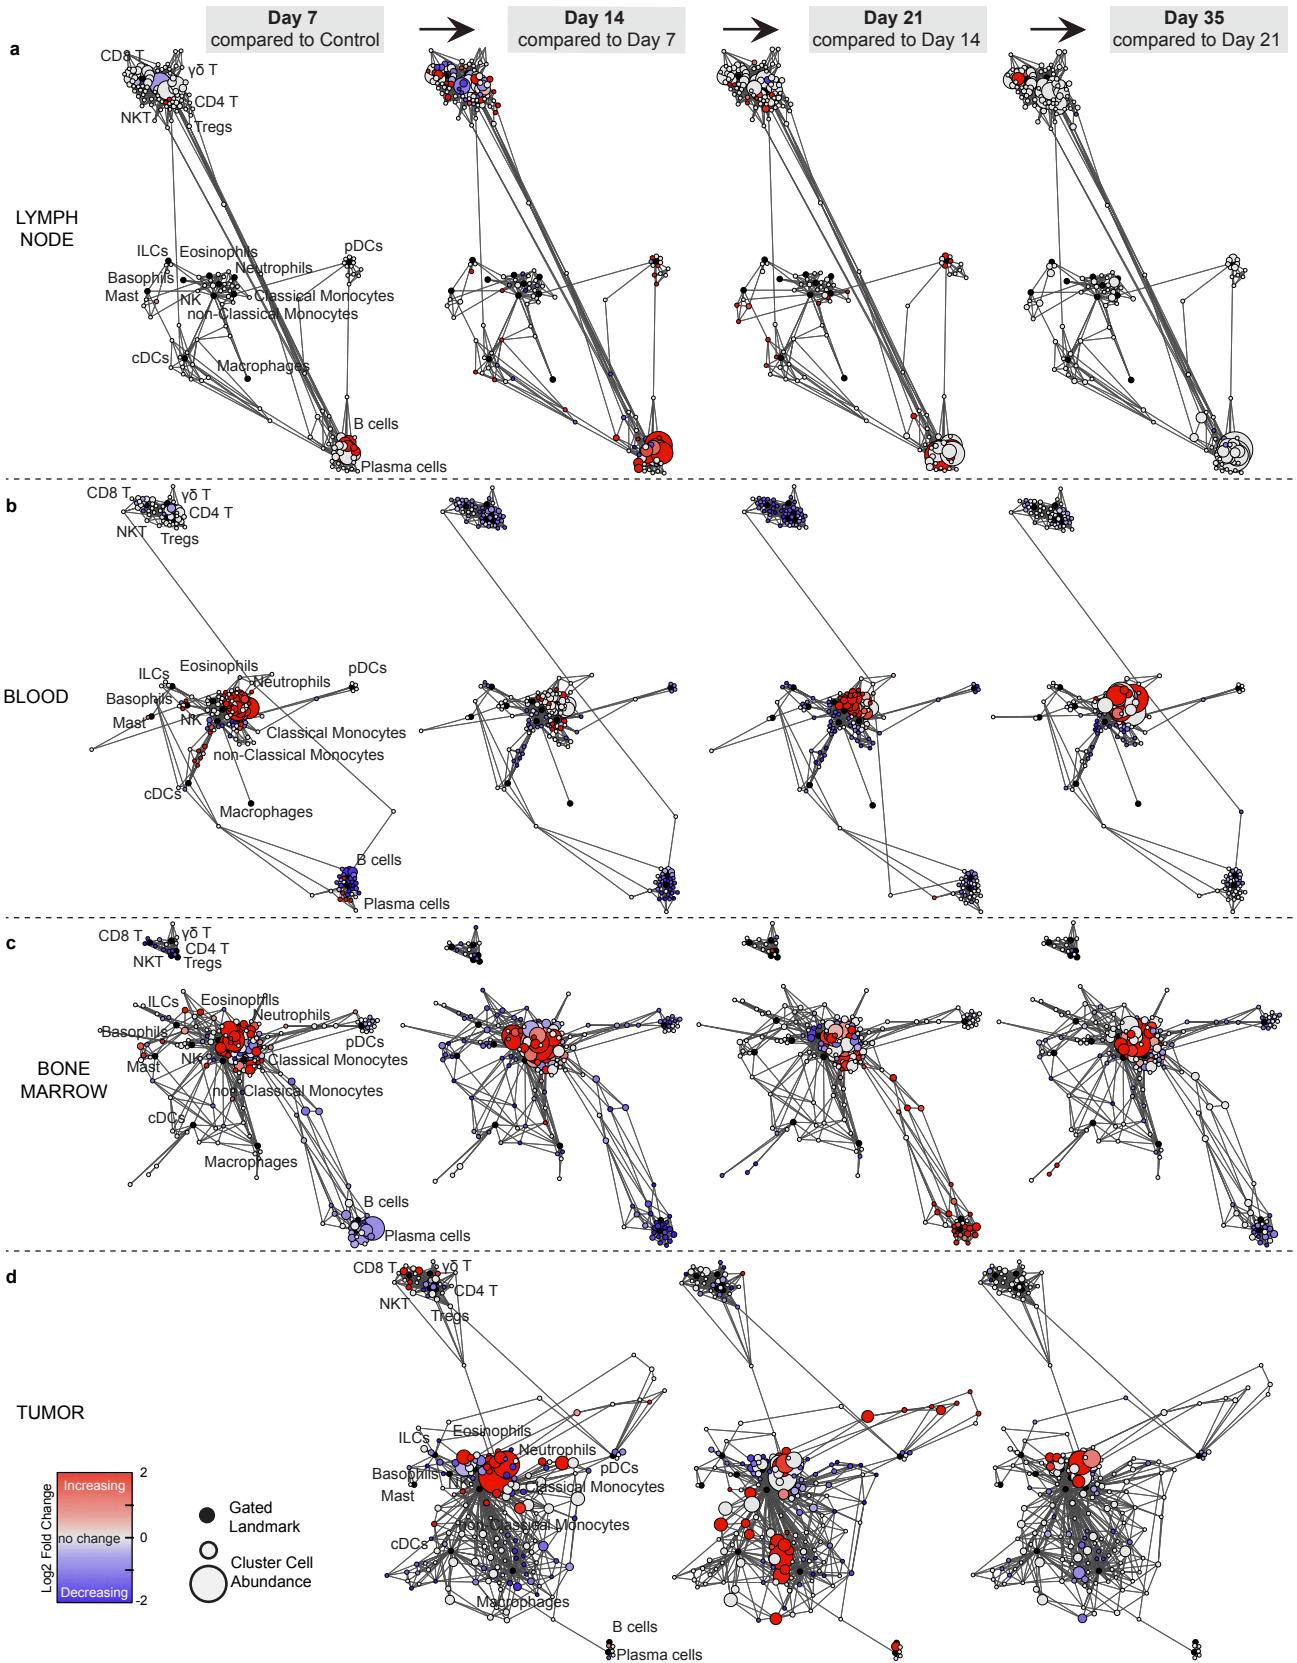 Day 7
compared to Control
Day 14
compared to Day 7
Day 21
compared to Day 14
Day 35
compared to Day 21
a
LYMPH
NODE
CD8 T
γδ T
CD4 T
NKT
Tregs
ILCs
Eosinophils
pDCs
Neutrophils
Basophils
Mast
NK
Classical Monocytes
non-Classical Monocytes
cDCs
Macrophages
B cells
Plasma cells
b
BLOOD
CD8 T
γδ T
CD4 T
NKT
Tregs
ILCs
Eosinophils
pDCs
Neutrophils
Basophils
Mast
NK
Classical Monocytes
non-Classical Monocytes
cDCs
Macrophages
B cells
Plasma cells
c
BONE
MARROW
CD8 T
γδ T
CD4 T
NKT
Tregs
ILCs
Eosinophils
Neutrophils
Basophils
pDCs
Mast
NK
Classical Monocytes
non-Classical Monocytes
cDCs
Macrophages
B cells
Plasma cells
d
TUMOR
CD8 T
γδ T
CD4 T
NKT
Tregs
ILCs
Eosinophils
Neutrophils
pDCs
Basophils
Mast
Classical Monocytes
non-Classical Monocytes
cDCs
Macrophages
B cells
Plasma cells
Log2 Fold Change
2
Increasing
no change
0
Decreasing
-2
Gated
Landmark
Cluster Cell
Abundance